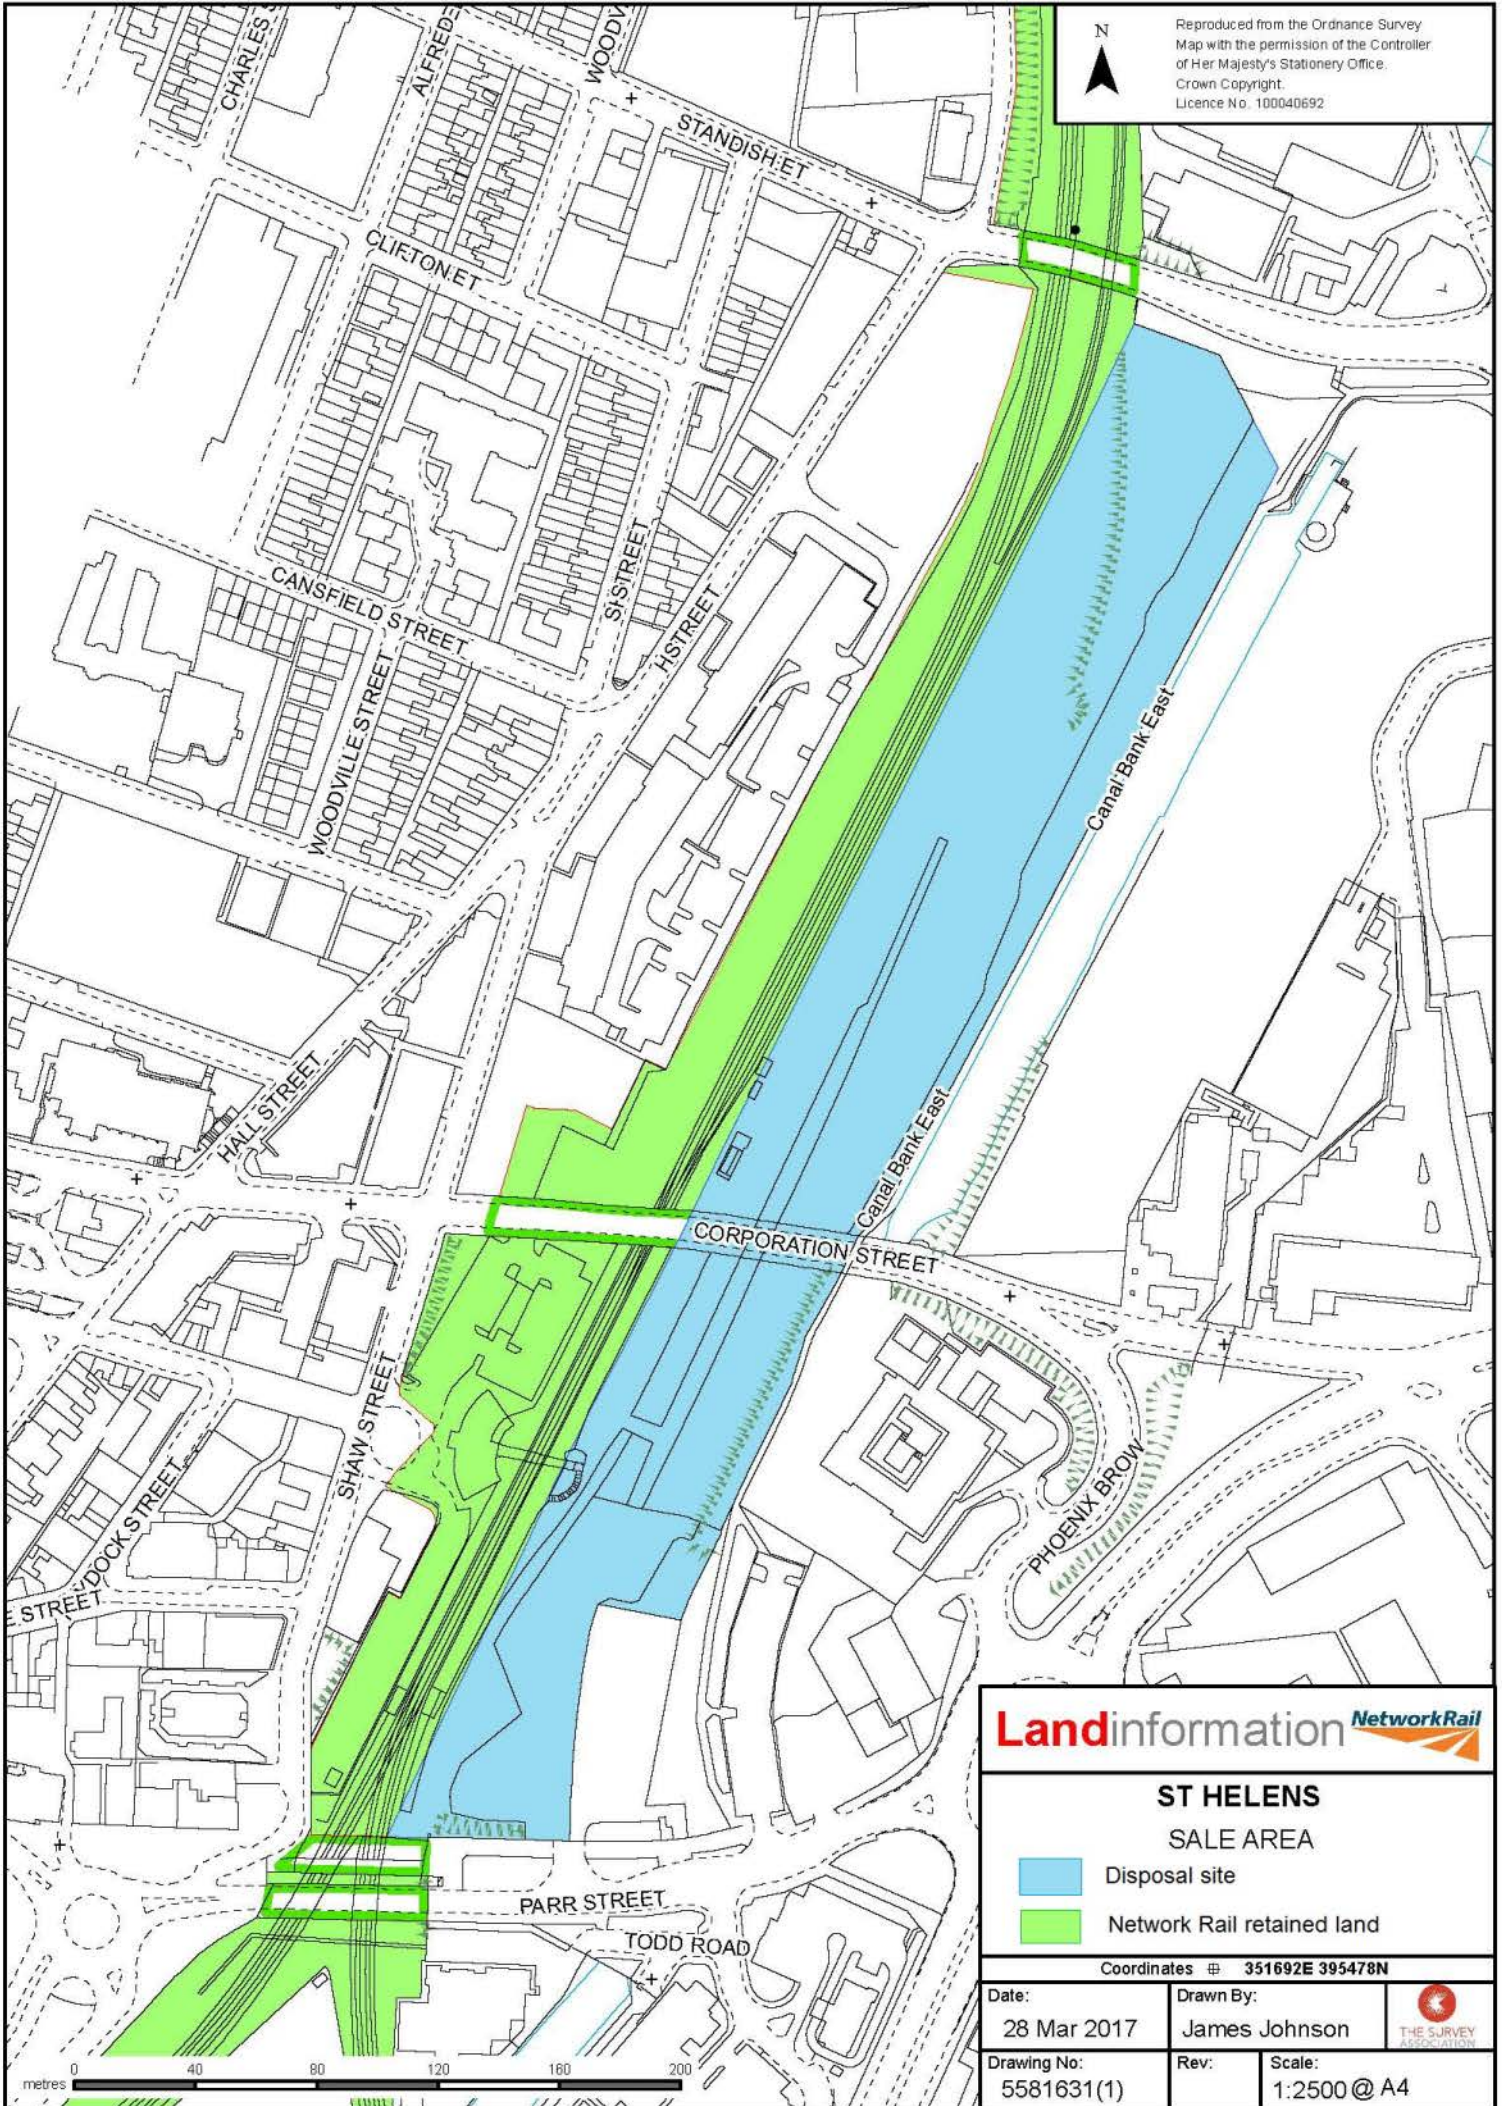 N
Reproduced from the Ordnance Survey
Map with the permission of the Controller
of Her Majesty's Stationery Office.
Crown Copyright.
Licence No. 100040692
CHARLES S
ALFRED
WOODV
STANDISH ET
CLIFTON ET
CANSFIELD STREET
S STREET
H STREET
WOODVILLE STREET
Canal Bank East
HALL STREET
Canal Bank East
CORPORATION STREET
SHAW STREET
YDOCK STREET
E STREET
PHOENIX BROW
PARR STREET
TODD ROAD
Landinformation NetworkRail
ST HELENS
SALE AREA
Disposal site
Network Rail retained land
Coordinates 351692E 395478N
Date:
28 Mar 2017
Drawn By:
James Johnson
THE SURVEY
ASSOCIATION
Drawing No:
5581631(1)
Rev:
Scale:
1:2500 @ A4
metres 0 40 80 120 160 200